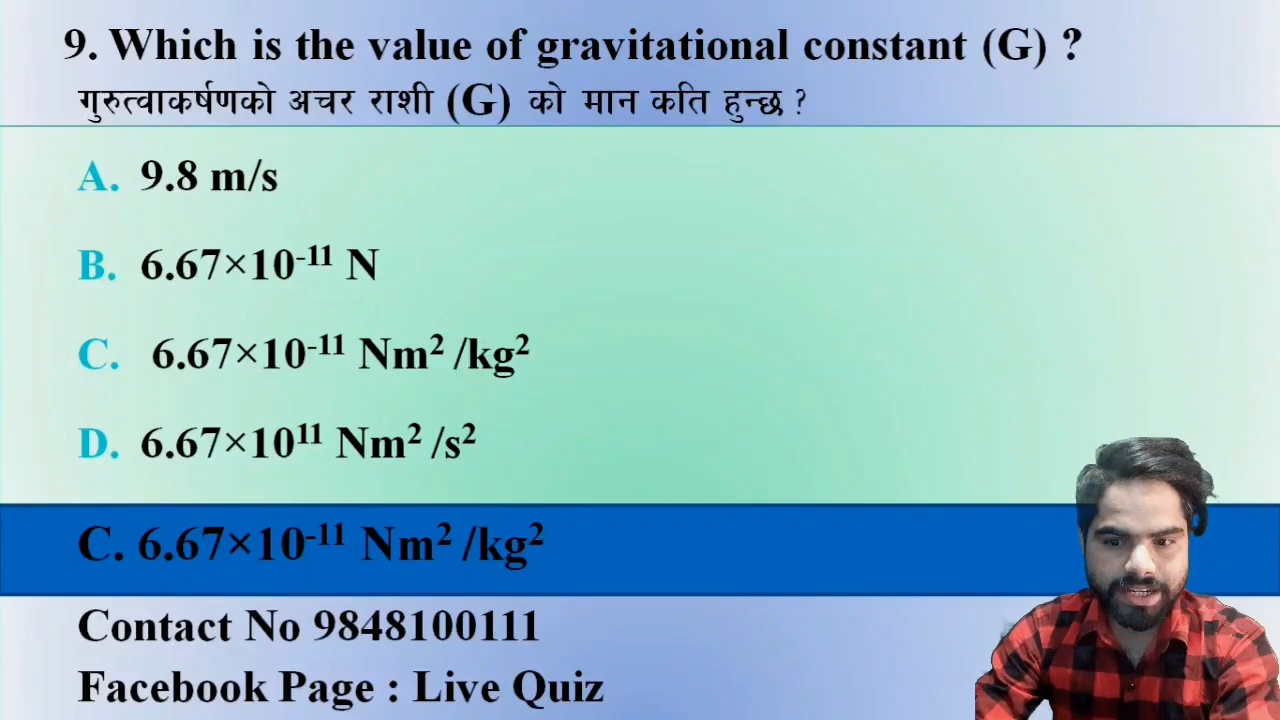 9. Which is the value of gravitational constant (G) ?
गुरुत्वाकर्षणको अचर राशी (G) को मान कति हुन्छ ?
A. 9.8 m/s
B. 6.67×10⁻¹¹ N
C. 6.67×10⁻¹¹ Nm² /kg²
D. 6.67×10¹¹ Nm² /s²
C. 6.67×10⁻¹¹ Nm² /kg²
Contact No 9848100111
Facebook Page : Live Quiz